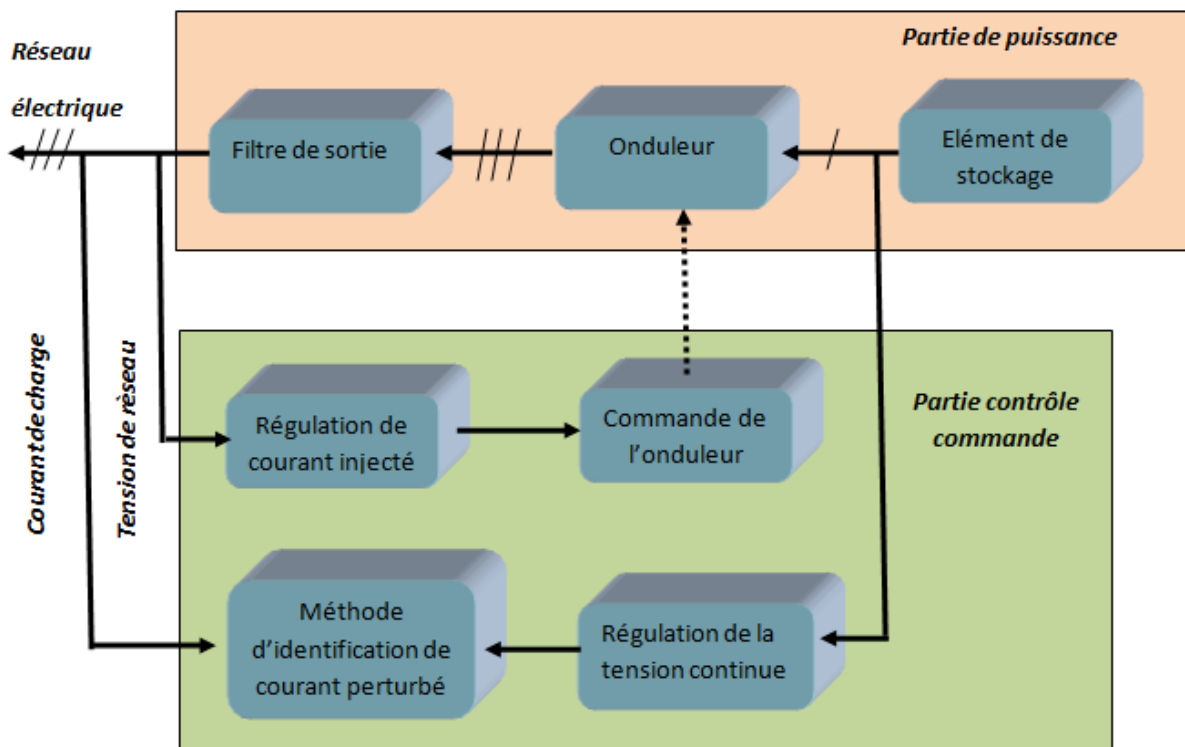 Réseau
électrique
Partie de puissance
Filtre de sortie
Onduleur
Elément de
stockage
Courant de charge
Tension de rèseau
Régulation de
courant injecté
Commande de
l'onduleur
Partie contrôle
commande
Méthode
d'identification de
courant perturbé
Régulation de la
tension continue